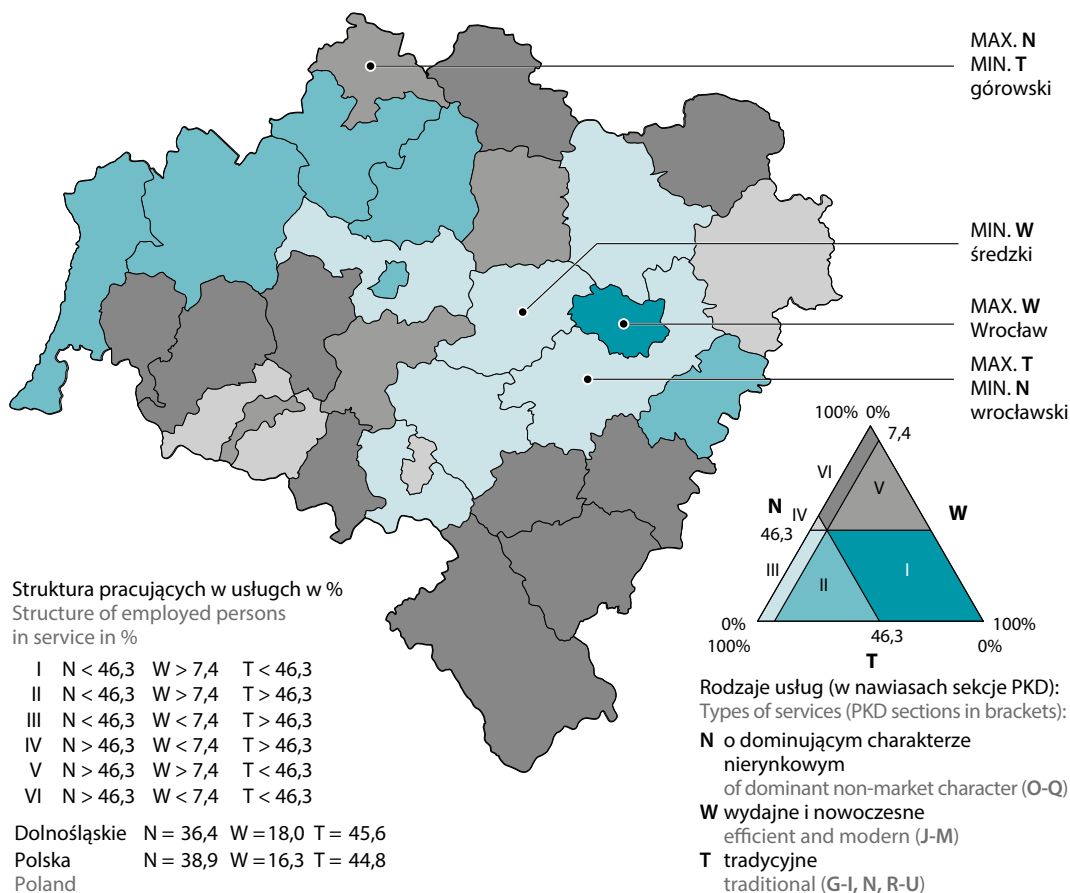 MAX. N
MIN. T
górowski
MIN. W
średzki
MAX. W
Wrocław
MAX. T
MIN. N
wrocławski
100% 0%
7,4
VI
V
N
IV
W
46,3
III
II
I
0%
100%
100%
46,3
0%
T
Struktura pracujących w usługch w %
Structure of employed persons
in service in %
I N < 46,3 W > 7,4 T < 46,3
II N < 46,3 W > 7,4 T > 46,3
III N < 46,3 W < 7,4 T > 46,3
IV N > 46,3 W < 7,4 T > 46,3
V N > 46,3 W > 7,4 T < 46,3
VI N > 46,3 W < 7,4 T < 46,3
Dolnośląskie N = 36,4 W = 18,0 T = 45,6
Polska N = 38,9 W = 16,3 T = 44,8
Poland
Rodzaje usług (w nawiasach sekcje PKD):
Types of services (PKD sections in brackets):
N o dominującym charakterze
nierynkowym
of dominant non-market character (O-Q)
W wydajne i nowoczesne
efficient and modern (J-M)
T tradycyjne
traditional (G-I, N, R-U)